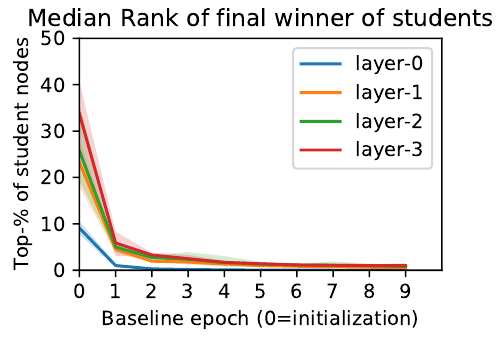 Median Rank of final winner of students
Top-% of student nodes
50
40
30
20
10
0
layer-0
layer-1
layer-2
layer-3
0 1 2 3 4 5 6 7 8 9
Baseline epoch (0=initialization)